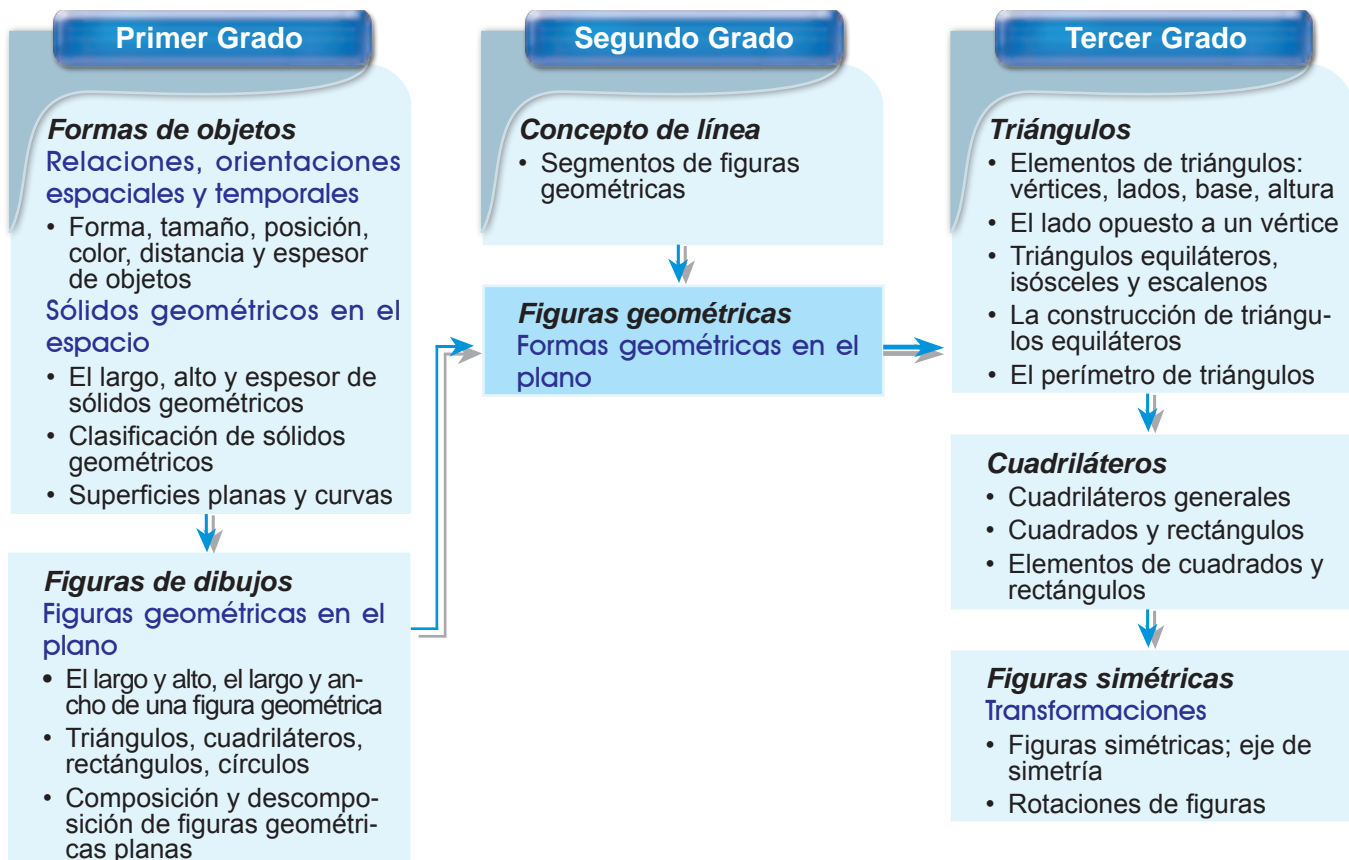 Primer Grado
Formas de objetos
Relaciones, orientaciones
espaciales y temporales
• Forma, tamaño, posición,
color, distancia y espesor
de objetos
Sólidos geométricos en el
espacio
• El largo, alto y espesor de
sólidos geométricos
• Clasificación de sólidos
geométricos
• Superficies planas y curvas
Figuras de dibujos
Figuras geométricas en el
plano
• El largo y alto, el largo y an-
cho de una figura geométrica
• Triángulos, cuadriláteros,
rectángulos, círculos
• Composición y descompo-
sición de figuras geométri-
cas planas
Segundo Grado
Concepto de línea
• Segmentos de figuras
geométricas
Figuras geométricas
Formas geométricas en el
plano
Tercer Grado
Triángulos
• Elementos de triángulos:
vértices, lados, base, altura
• El lado opuesto a un vértice
• Triángulos equiláteros,
isósceles y escalenos
• La construcción de triángu-
los equiláteros
• El perímetro de triángulos
Cuadriláteros
• Cuadriláteros generales
• Cuadrados y rectángulos
• Elementos de cuadrados y
rectángulos
Figuras simétricas
Transformaciones
• Figuras simétricas; eje de
simetría
• Rotaciones de figuras